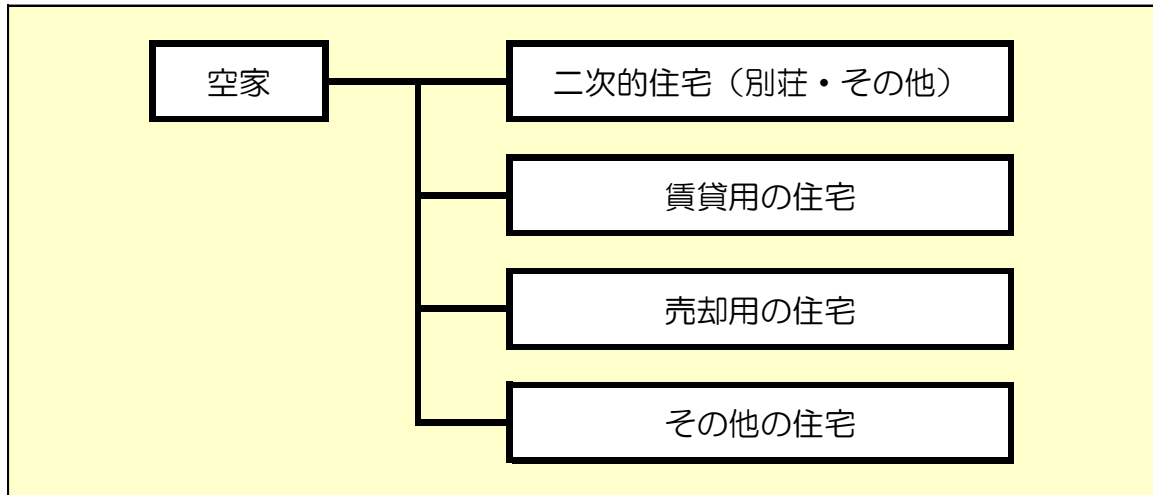 空家
二次的住宅（別荘・その他）
賃貸用の住宅
売却用の住宅
その他の住宅